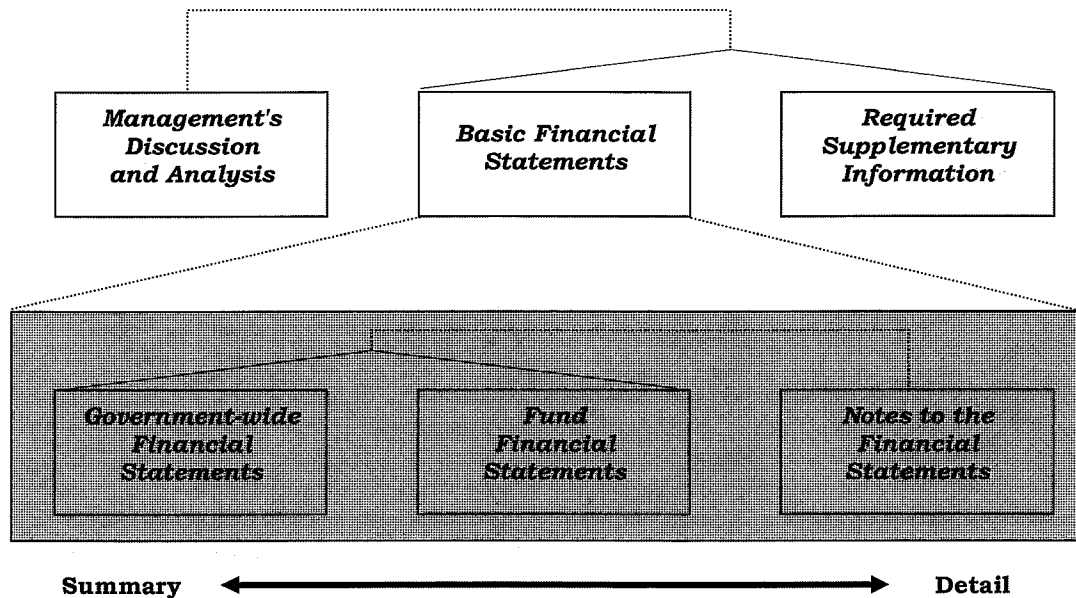 Management's
Discussion
and Analysis
Basic Financial
Statements
Required
Supplementary
Information
Government-wide
Financial
Statements
Fund
Financial
Statements
Notes to the
Financial
Statements
Summary
Detail